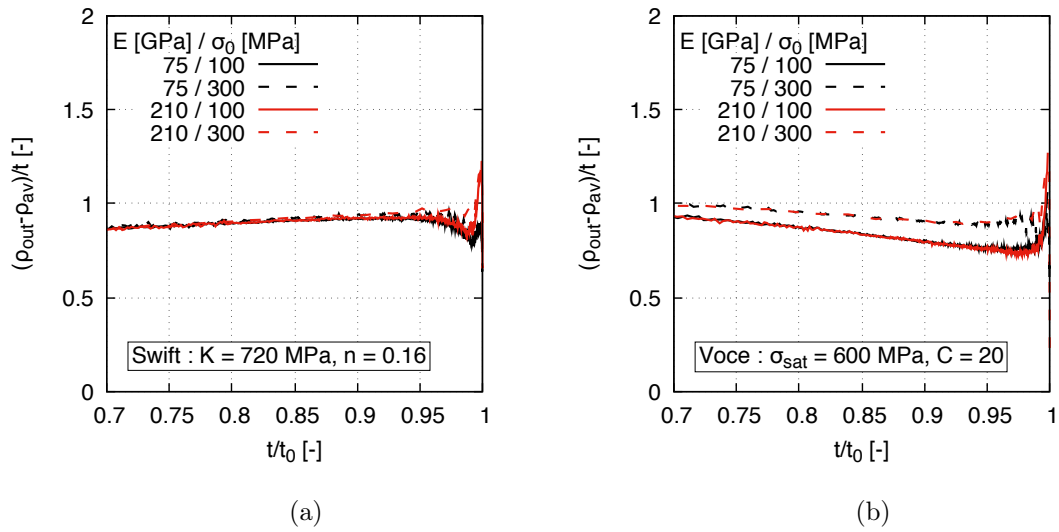 E [GPa] / σ0 [MPa]
75 / 100
75 / 300
210 / 100
210 / 300
2
1.5
1
0.5
0
(ρout-ρav)/t [-]
Swift : K = 720 MPa, n = 0.16
0.7 0.75 0.8 0.85 0.9 0.95 1
t/t0 [-]
(a)
E [GPa] / σ0 [MPa]
75 / 100
75 / 300
210 / 100
210 / 300
2
1.5
1
0.5
0
(ρout-ρav)/t [-]
Voce : σsat = 600 MPa, C = 20
0.7 0.75 0.8 0.85 0.9 0.95 1
t/t0 [-]
(b)